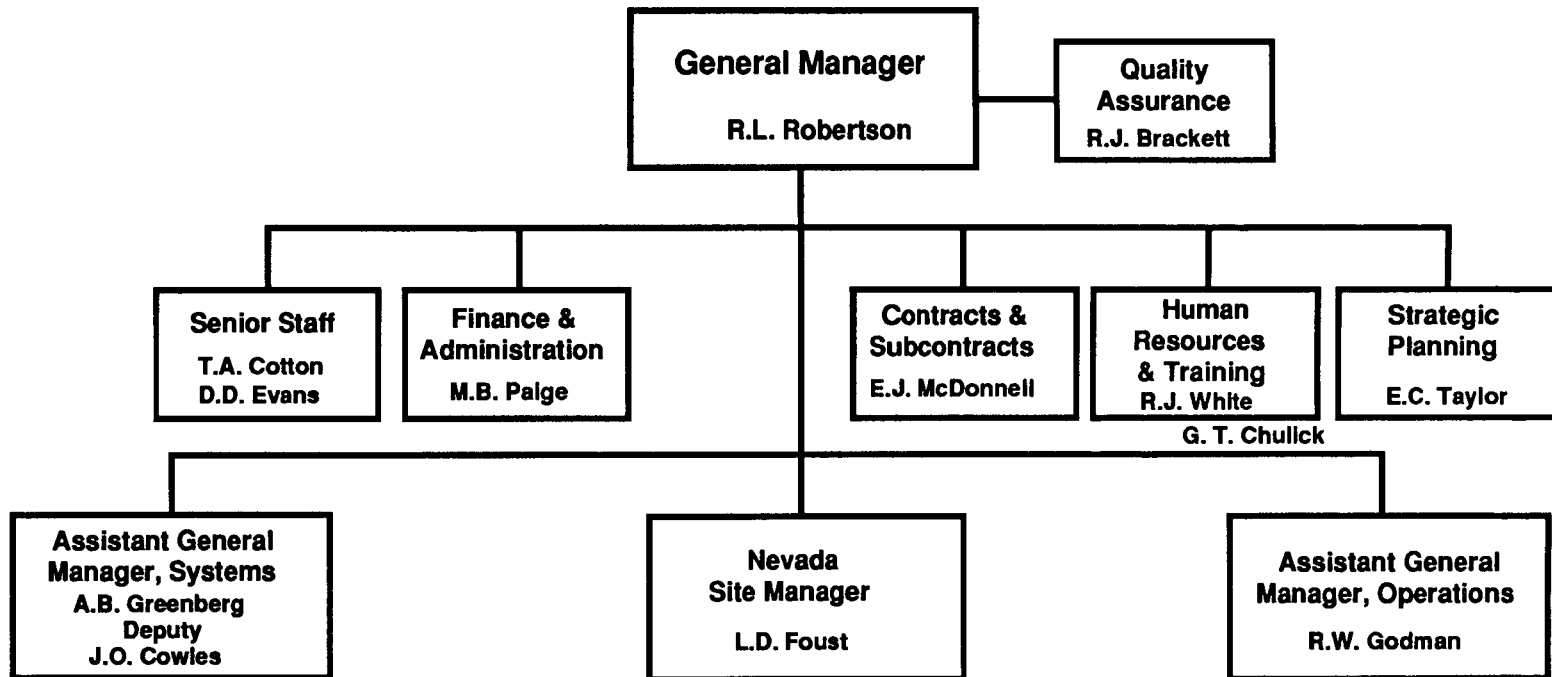 General Manager
R.L. Robertson
Quality
Assurance
R.J. Brackett
Senior Staff
T.A. Cotton
D.D. Evans
Finance &
Administration
M.B. Paige
Contracts &
Subcontracts
E.J. McDonnell
Human
Resources
& Training
R.J. White
G. T. Chulick
Strategic
Planning
E.C. Taylor
Assistant General
Manager, Systems
A.B. Greenberg
Deputy
J.O. Cowles
Nevada
Site Manager
L.D. Foust
Assistant General
Manager, Operations
R.W. Godman